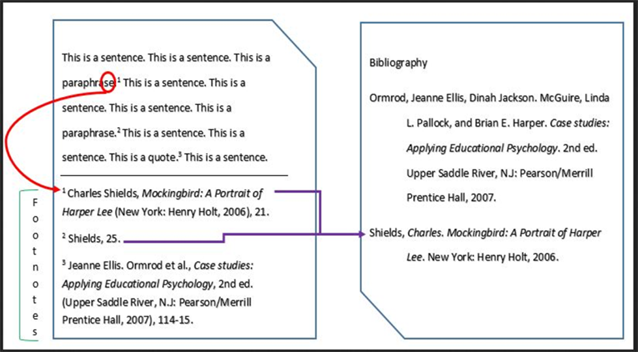 This is a sentence. This is a sentence. This is a
paraphrase.¹ This is a sentence. This is a
sentence. This is a sentence. This is a
paraphrase.² This is a sentence. This is a
sentence. This is a quote.³ This is a sentence.
Footnotes
¹ Charles Shields, Mockingbird: A Portrait of
Harper Lee (New York: Henry Holt, 2006), 21.
² Shields, 25.
³ Jeanne Ellis. Ormrod et al., Case studies:
Applying Educational Psychology, 2nd ed.
(Upper Saddle River, N.J: Pearson/Merrill
Prentice Hall, 2007), 114-15.
Bibliography
Ormrod, Jeanne Ellis, Dinah Jackson. McGuire, Linda
L. Pallock, and Brian E. Harper. Case studies:
Applying Educational Psychology. 2nd ed.
Upper Saddle River, N.J: Pearson/Merrill
Prentice Hall, 2007.
Shields, Charles. Mockingbird: A Portrait of Harper
Lee. New York: Henry Holt, 2006.